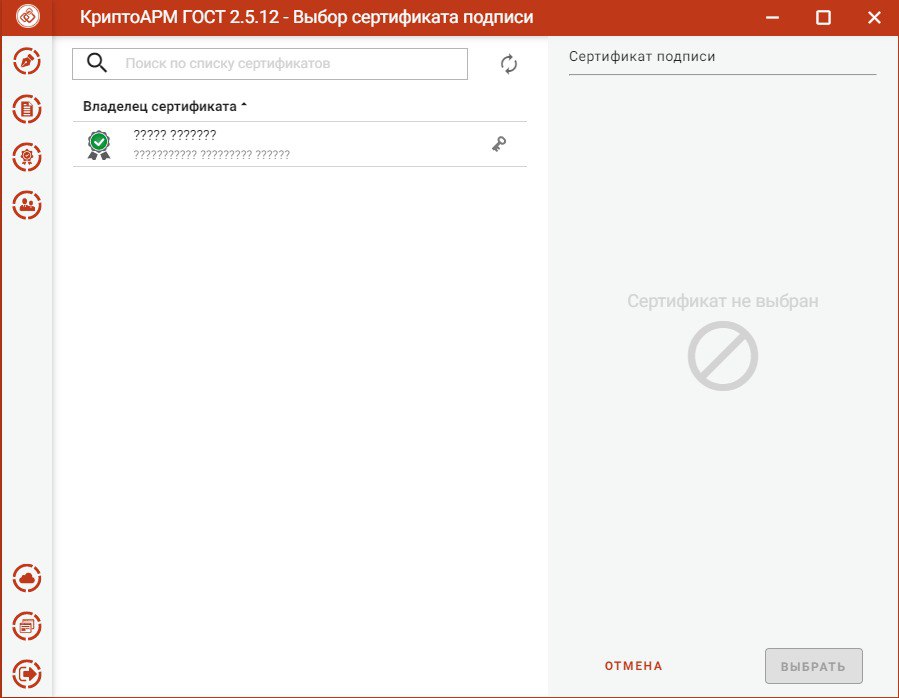 КриптоАРМ ГОСТ 2.5.12 - Выбор сертификата подписи
Поиск по списку сертификатов
Владелец сертификата
????? ???????
??????????? ????????? ??????
Сертификат подписи
Сертификат не выбран
ОТМЕНА
ВЫБРАТЬ